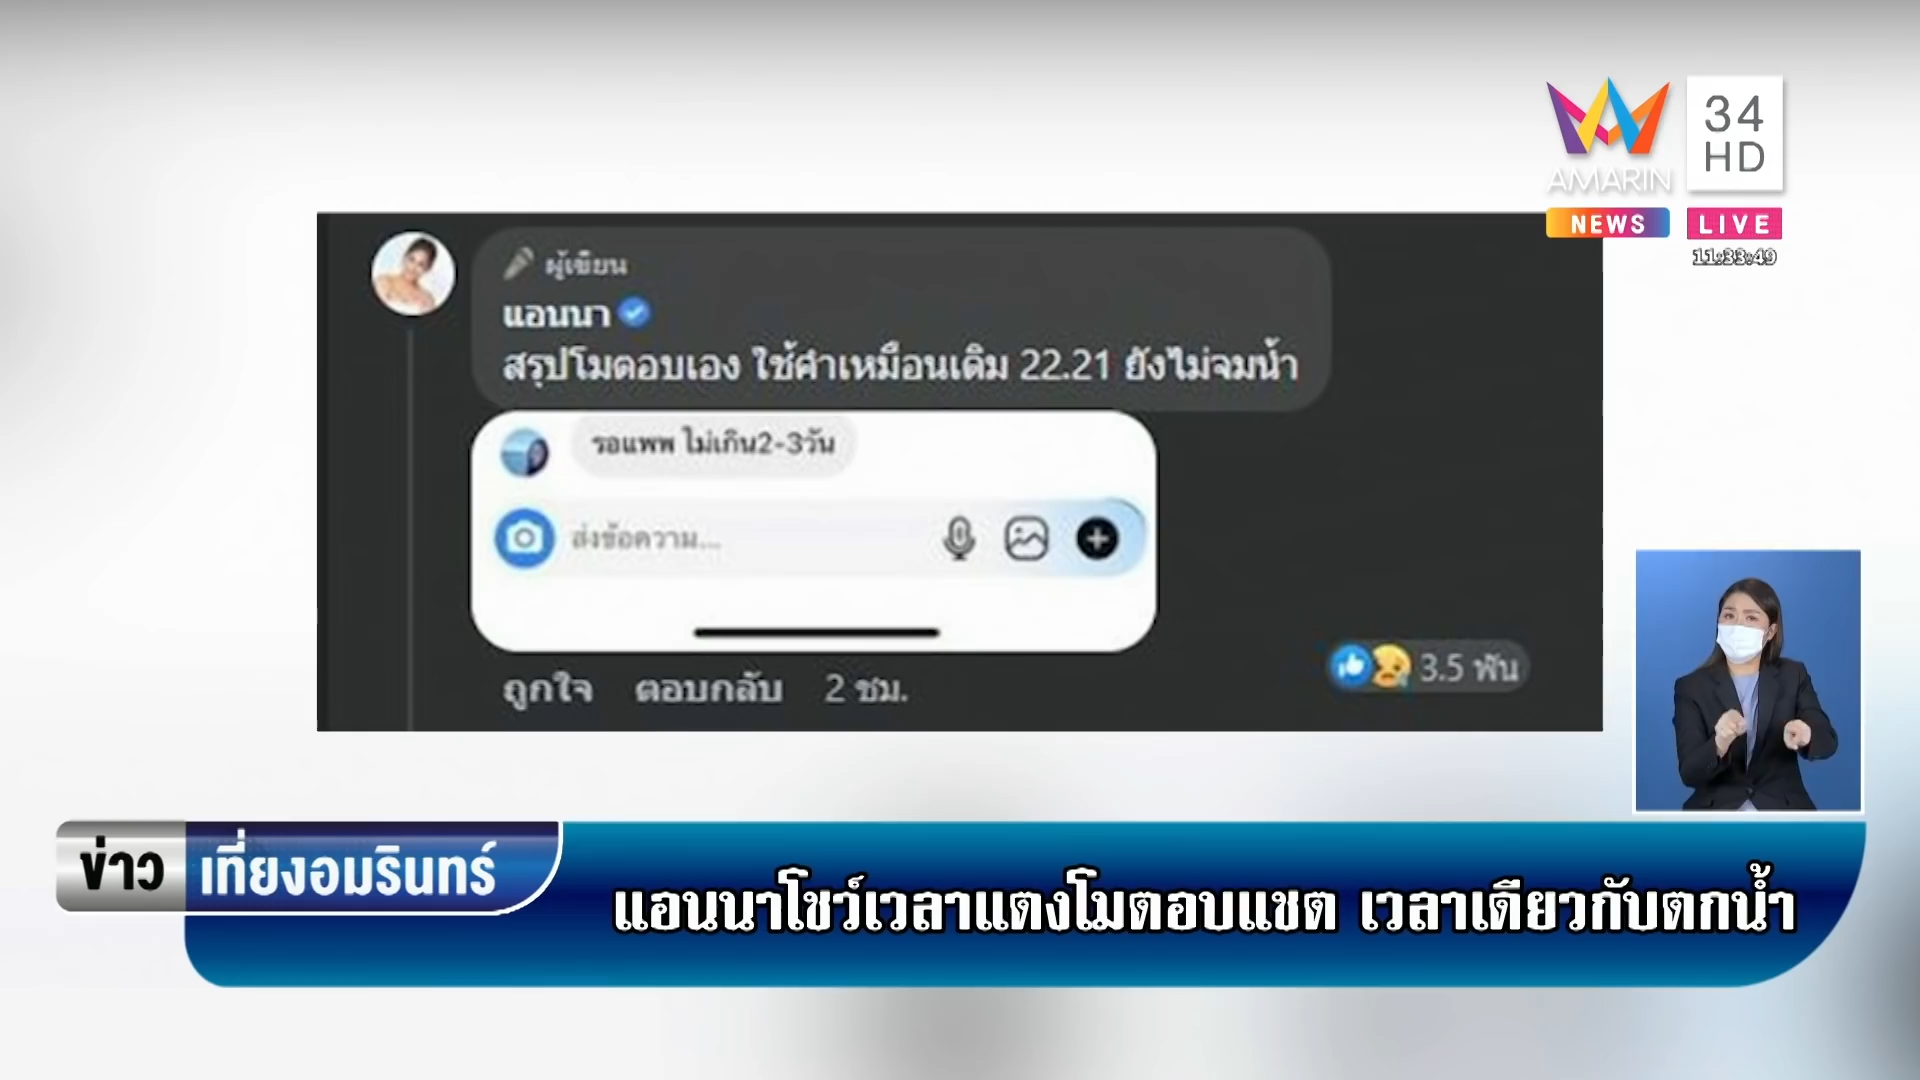 AMARIN
34
HD
NEWS
LIVE
11:33:49
ผู้เขียน
แอนนา
สรุปโมตอบเอง ใช้คำเหมือนเดิม 22.21 ยังไม่จมน้ำ
รอแพพ ไม่เกิน2-3วัน
ส่งข้อความ...
ถูกใจ ตอบกลับ 2 ชม.
3.5 พัน
ข่าว เที่ยงอมรินทร์
แอนนาโชว์เวลาแตงโมตอบแชต เวลาเดียวกับตกน้ำ